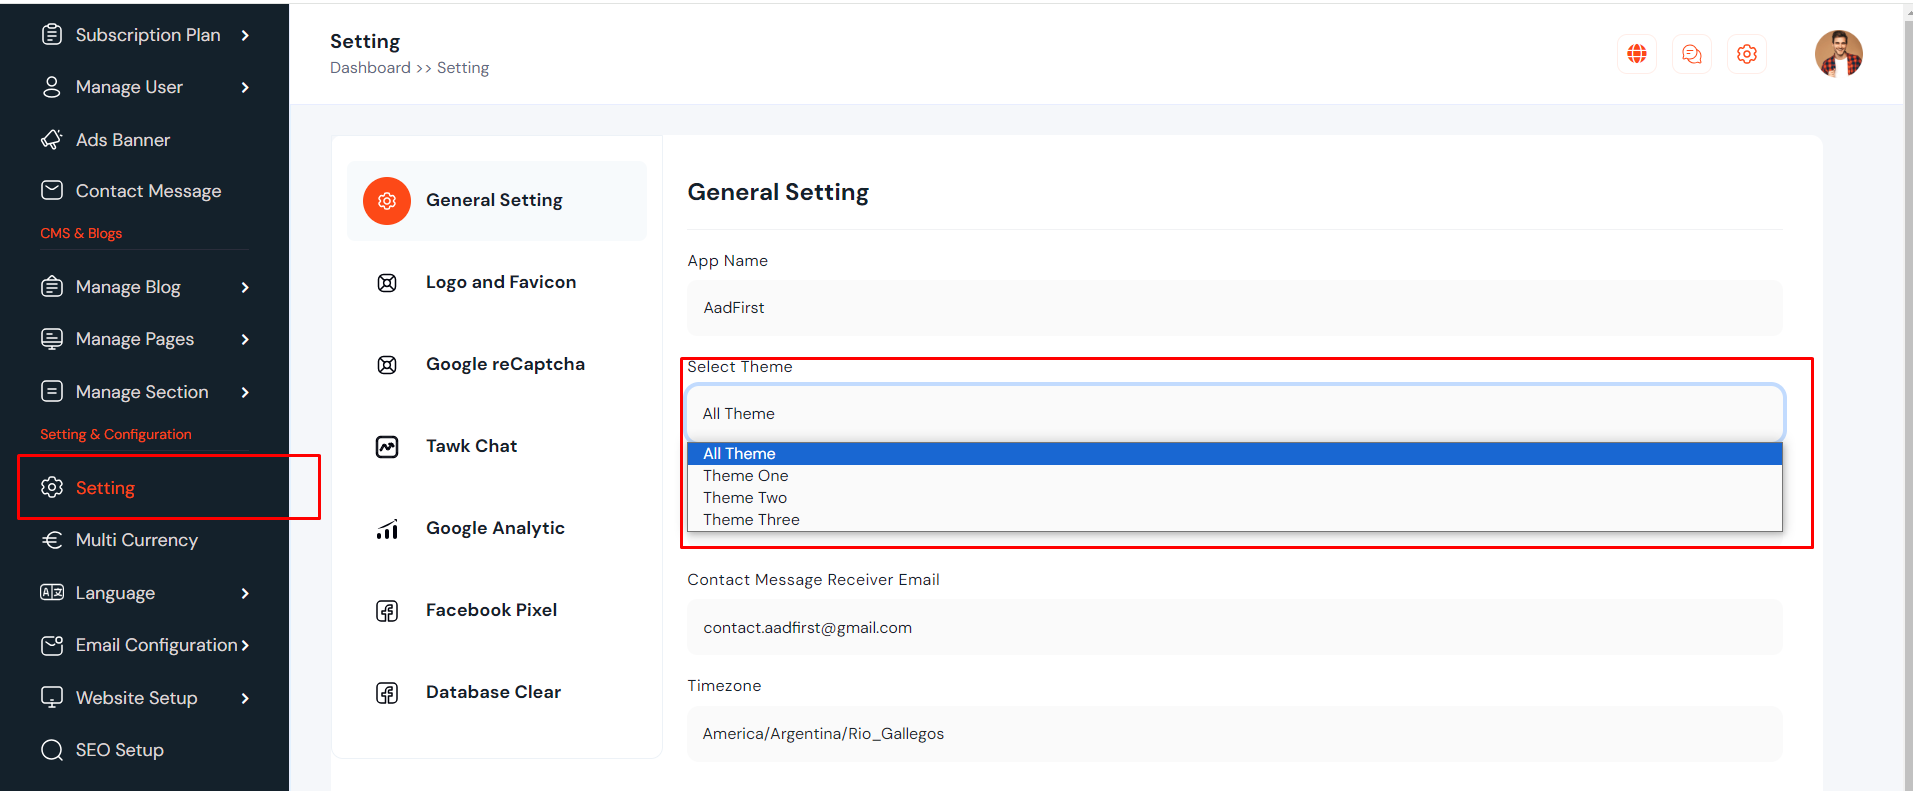 Subscription Plan
Manage User
Ads Banner
Contact Message
CMS & Blogs
Manage Blog
Manage Pages
Manage Section
Setting & Configuration
Setting
Multi Currency
Language
Email Configuration
Website Setup
SEO Setup
Setting
Dashboard >> Setting
General Setting
Logo and Favicon
Google reCaptcha
Tawk Chat
Google Analytic
Facebook Pixel
Database Clear
General Setting
App Name
AadFirst
Select Theme
All Theme
All Theme
Theme One
Theme Two
Theme Three
Contact Message Receiver Email
contact.aadfirst@gmail.com
Timezone
America/Argentina/Rio_Gallegos